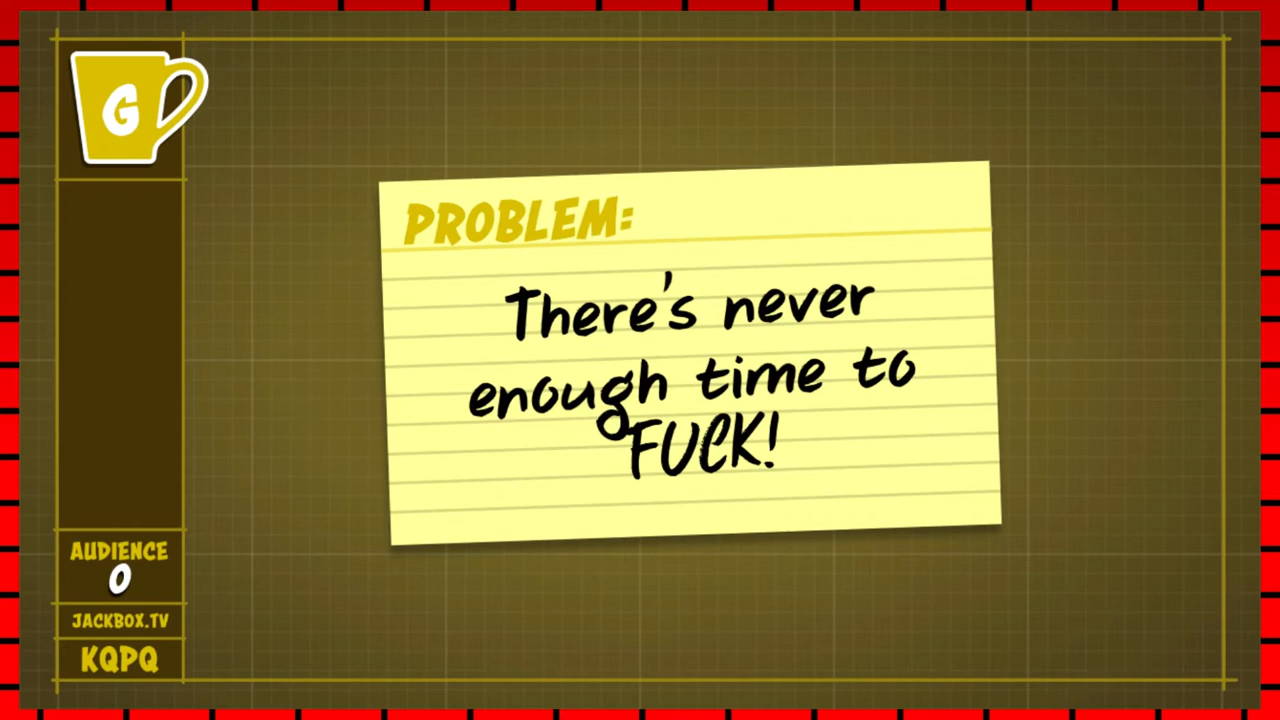 G
PROBLEM:
There's never
enough time to
FUCK!
AUDIENCE
0
JACKBOX.TV
KQPQ